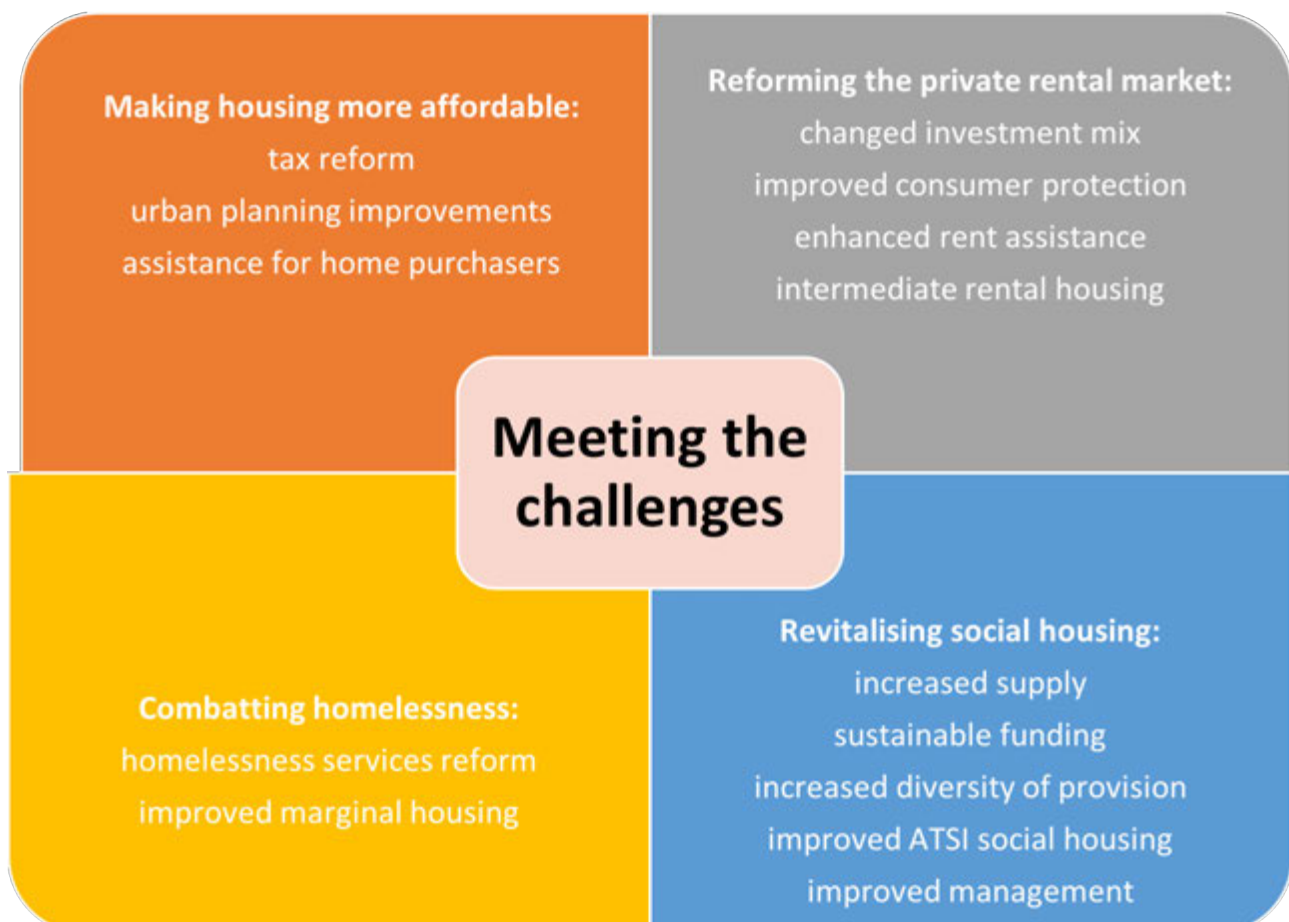 Making housing more affordable:
tax reform
urban planning improvements
assistance for home purchasers
Reforming the private rental market:
changed investment mix
improved consumer protection
enhanced rent assistance
intermediate rental housing
Meeting the
challenges
Combatting homelessness:
homelessness services reform
improved marginal housing
Revitalising social housing:
increased supply
sustainable funding
increased diversity of provision
improved ATSI social housing
improved management